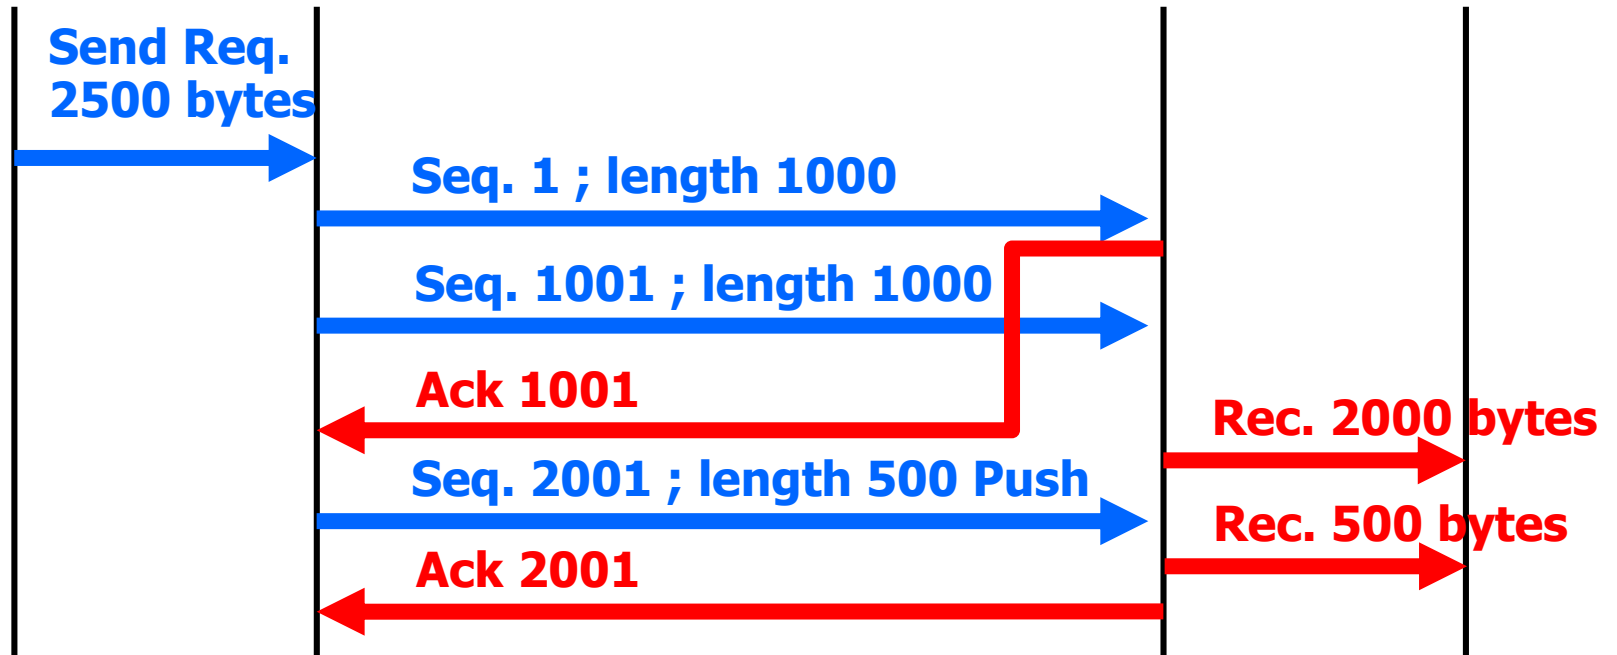 Send Req.
2500 bytes
Seq. 1 ; length 1000
Seq. 1001 ; length 1000
Ack 1001
Rec. 2000 bytes
Seq. 2001 ; length 500 Push
Rec. 500 bytes
Ack 2001